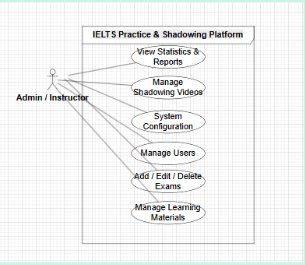 IELTS Practice & Shadowing Platform
View Statistics &
Reports
Manage
Shadowing Videos
Admin / Instructor
System
Configuration
Manage Users
Add / Edit / Delete
Exams
Manage Learning
Materials